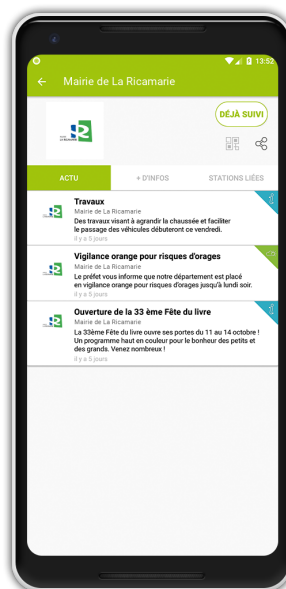 13:52
Mairie de La Ricamarie
DÉJÀ SUIVI
ACTU
+ D'INFOS
STATIONS LIÉES
Travaux
Mairie de La Ricamarie
Des travaux visant à agrandir la chaussée et faciliter
le passage des véhicules débuteront ce vendredi.
il y a 5 jours
Vigilance orange pour risques d'orages
Mairie de La Ricamarie
Le préfet vous informe que notre département est placé
en vigilance orange pour risques d'orages jusqu'à lundi soir.
il y a 5 jours
Ouverture de la 33 ème Fête du livre
Mairie de La Ricamarie
La 33ème Fête du livre ouvre ses portes du 11 au 14 octobre !
Un programme haut en couleur pour le bonheur des petits et
des grands. Venez nombreux !
il y a 5 jours